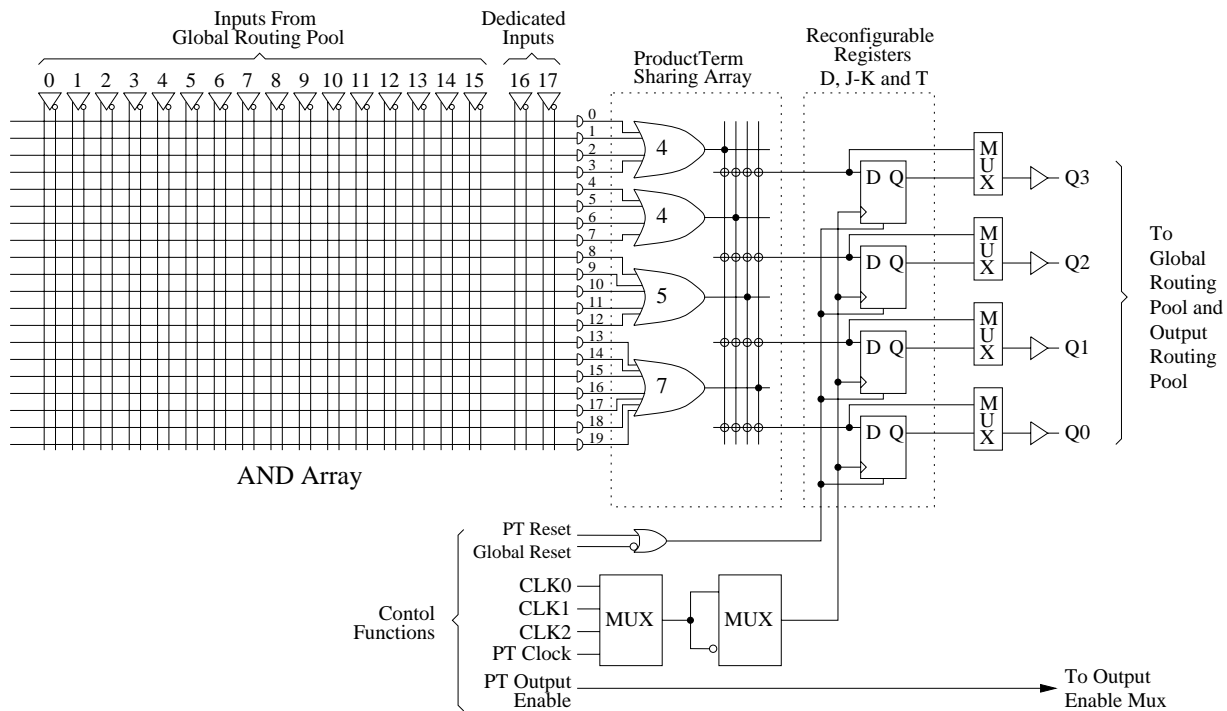 Inputs From
Global Routing Pool
Dedicated
Inputs
0 1 2 3 4 5 6 7 8 9 10 11 12 13 14 15 16 17
ProductTerm
Sharing Array
Reconfigurable
Registers
D, J-K and T
0
1
2
3
4
5
6
7
8
9
10
11
12
13
14
15
16
17
18
19
4
4
5
7
D Q
MUX
Q3
D Q
MUX
Q2
D Q
MUX
Q1
D Q
MUX
Q0
To
Global
Routing
Pool and
Output
Routing
Pool
AND Array
Contol
Functions
PT Reset
Global Reset
CLK0
CLK1
CLK2
PT Clock
MUX
MUX
PT Output
Enable
To Output
Enable Mux